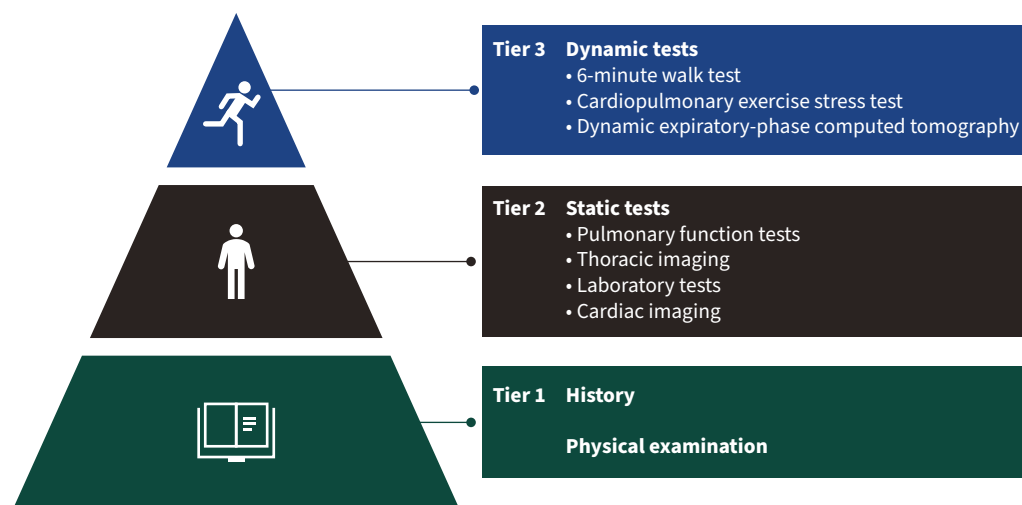 Tier 3 Dynamic tests
• 6-minute walk test
• Cardiopulmonary exercise stress test
• Dynamic expiratory-phase computed tomography
Tier 2 Static tests
• Pulmonary function tests
• Thoracic imaging
• Laboratory tests
• Cardiac imaging
Tier 1 History
Physical examination